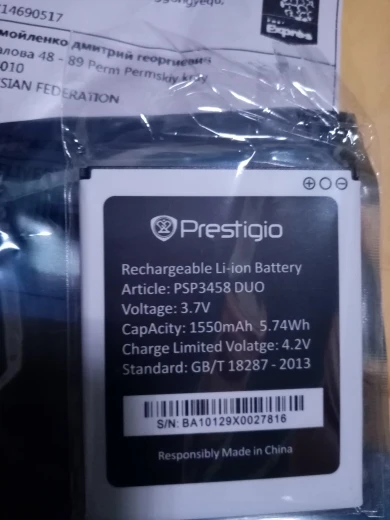 14690517
мойленко дмитрий георгиевич
алова 48 - 89 Perm Permskiy kray
010
SIAN FEDERATION
Express
Prestigio
Rechargeable Li-ion Battery
Article: PSP3458 DUO
Voltage: 3.7V
CapAcity: 1550mAh 5.74Wh
Charge Limited Volatge: 4.2V
Standard: GB/T 18287 - 2013
S/N: BA10129X0027816
Responsibly Made in China